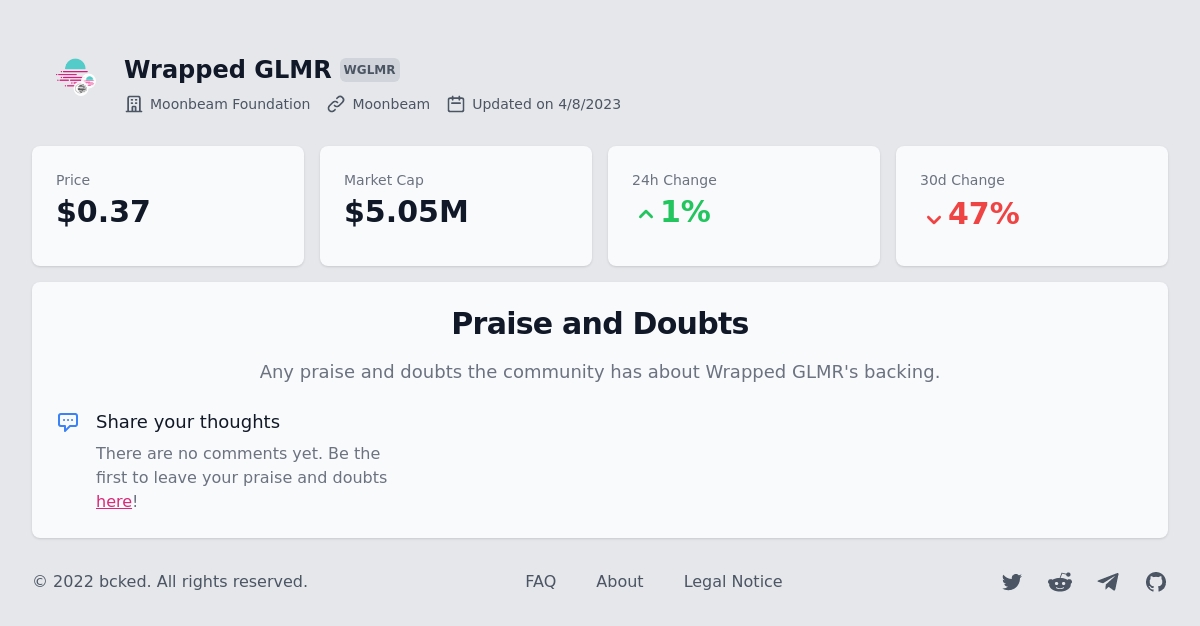 Wrapped GLMR WGLMR
Moonbeam Foundation Moonbeam Updated on 4/8/2023
Price
$0.37
Market Cap
$5.05M
24h Change
1%
30d Change
47%
Praise and Doubts
Any praise and doubts the community has about Wrapped GLMR's backing.
Share your thoughts
There are no comments yet. Be the
first to leave your praise and doubts
here!
© 2022 bcked. All rights reserved. FAQ About Legal Notice